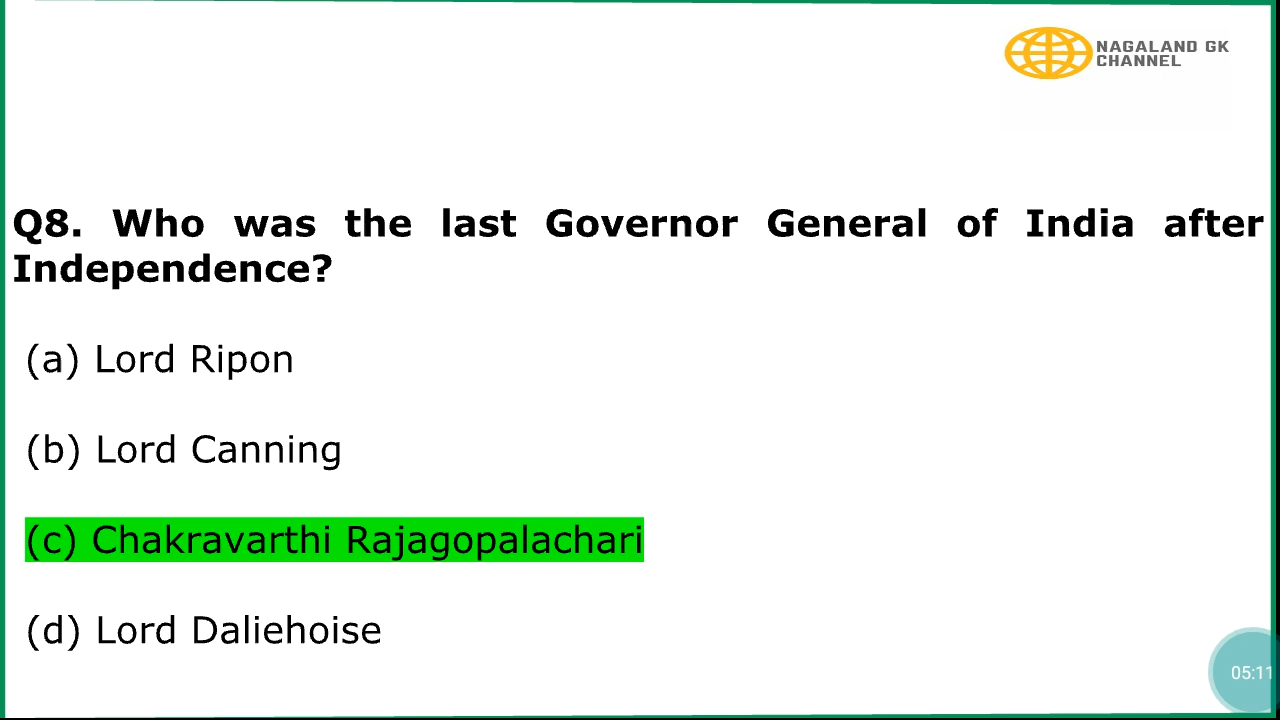 NAGALAND GK
CHANNEL
Q8. Who was the last Governor General of India after
Independence?
(a) Lord Ripon
(b) Lord Canning
(c) Chakravarthi Rajagopalachari
(d) Lord Daliehoise
05:11